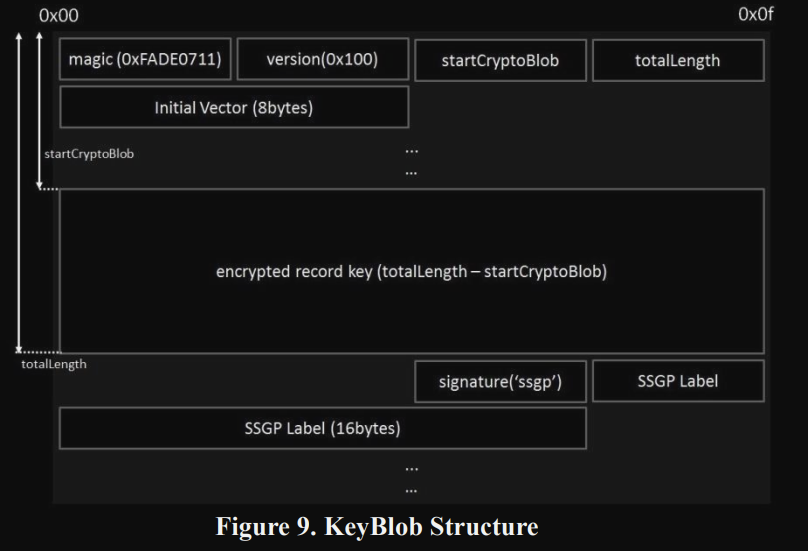 0x00 0x0f
magic (0xFADE0711) version(0x100) startCryptoBlob totalLength
Initial Vector (8bytes)
startCryptoBlob ...
...
encrypted record key (totalLength – startCryptoBlob)
totalLength
signature('ssgp') SSGP Label
SSGP Label (16bytes)
...
...
Figure 9. KeyBlob Structure